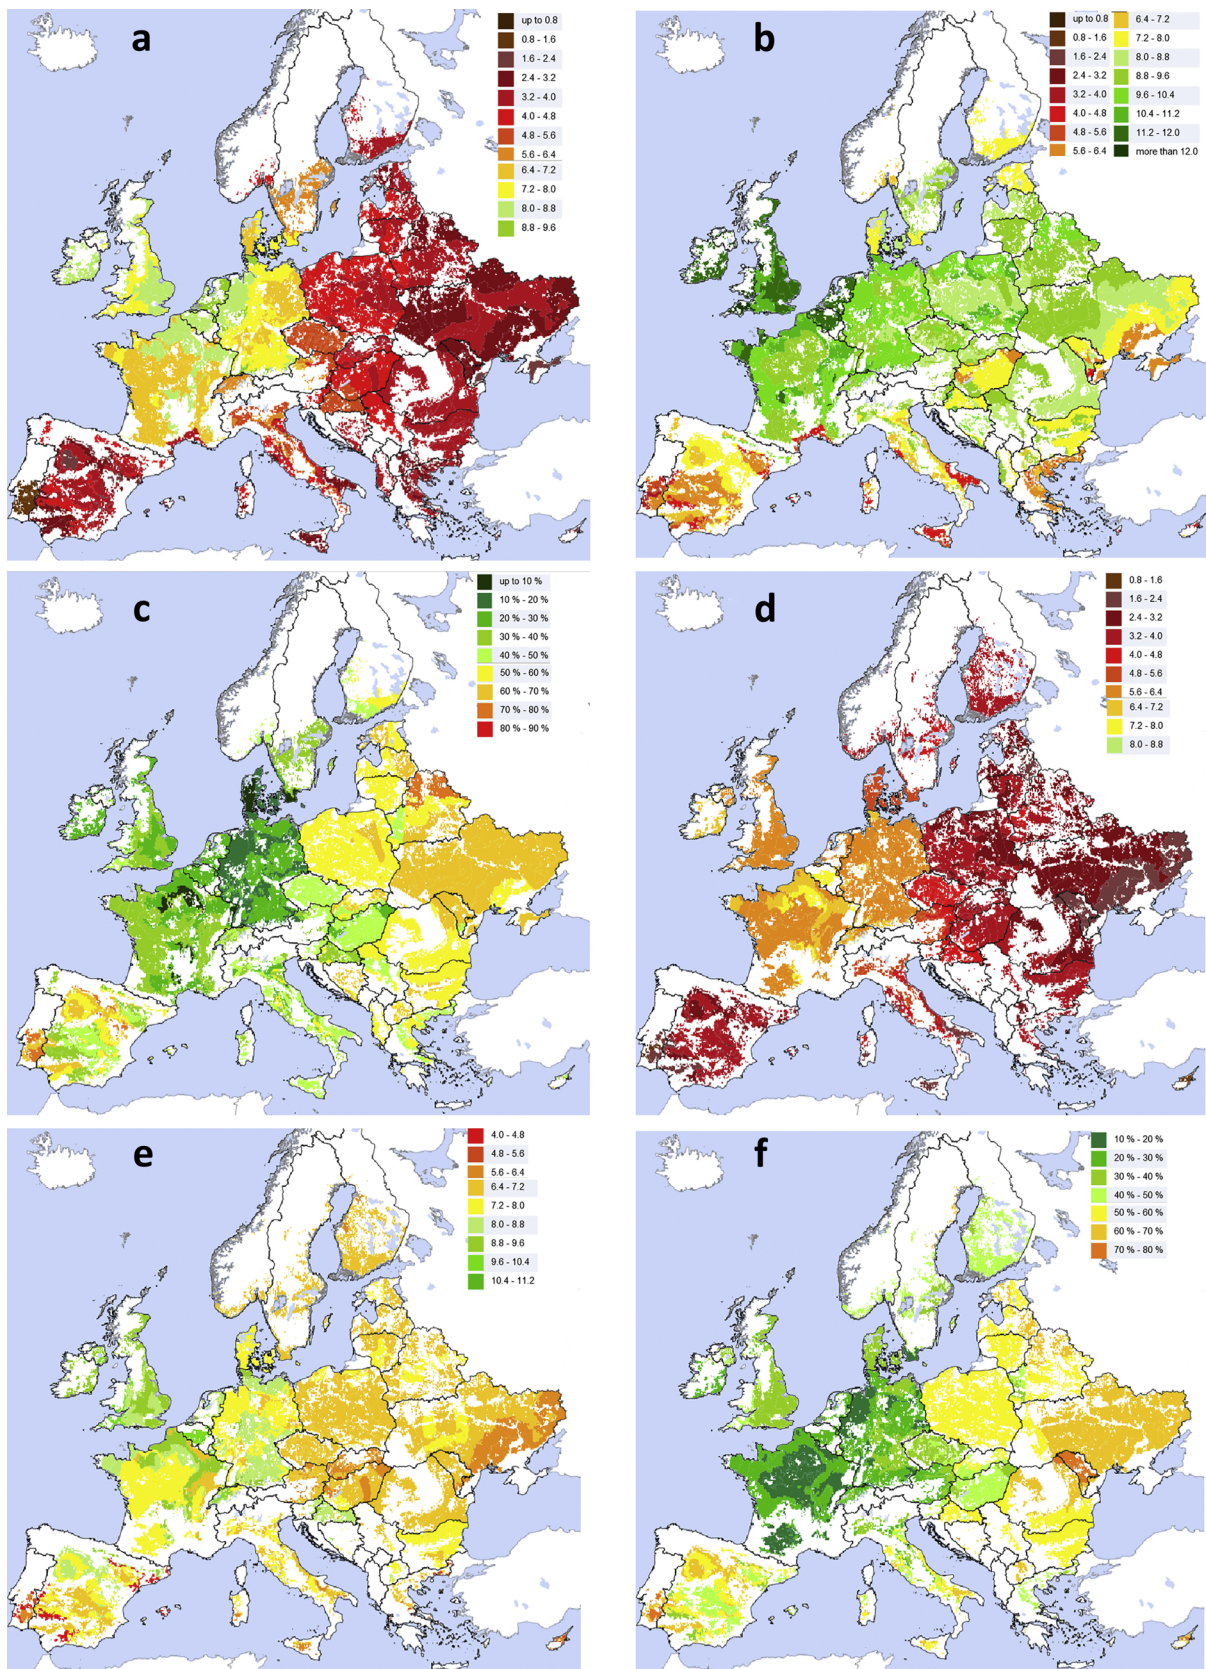 a
up to 0.8
0.8 - 1.6
1.6 - 2.4
2.4 - 3.2
3.2 - 4.0
4.0 - 4.8
4.8 - 5.6
5.6 - 6.4
6.4 - 7.2
7.2 - 8.0
8.0 - 8.8
8.8 - 9.6
b
up to 0.8
0.8 - 1.6
1.6 - 2.4
2.4 - 3.2
3.2 - 4.0
4.0 - 4.8
4.8 - 5.6
5.6 - 6.4
6.4 - 7.2
7.2 - 8.0
8.0 - 8.8
8.8 - 9.6
9.6 - 10.4
10.4 - 11.2
11.2 - 12.0
more than 12.0
c
up to 10 %
10 % - 20 %
20 % - 30 %
30 % - 40 %
40 % - 50 %
50 % - 60 %
60 % - 70 %
70 % - 80 %
80 % - 90 %
d
0.8 - 1.6
1.6 - 2.4
2.4 - 3.2
3.2 - 4.0
4.0 - 4.8
4.8 - 5.6
5.6 - 6.4
6.4 - 7.2
7.2 - 8.0
8.0 - 8.8
e
4.0 - 4.8
4.8 - 5.6
5.6 - 6.4
6.4 - 7.2
7.2 - 8.0
8.0 - 8.8
8.8 - 9.6
9.6 - 10.4
10.4 - 11.2
f
10 % - 20 %
20 % - 30 %
30 % - 40 %
40 % - 50 %
50 % - 60 %
60 % - 70 %
70 % - 80 %